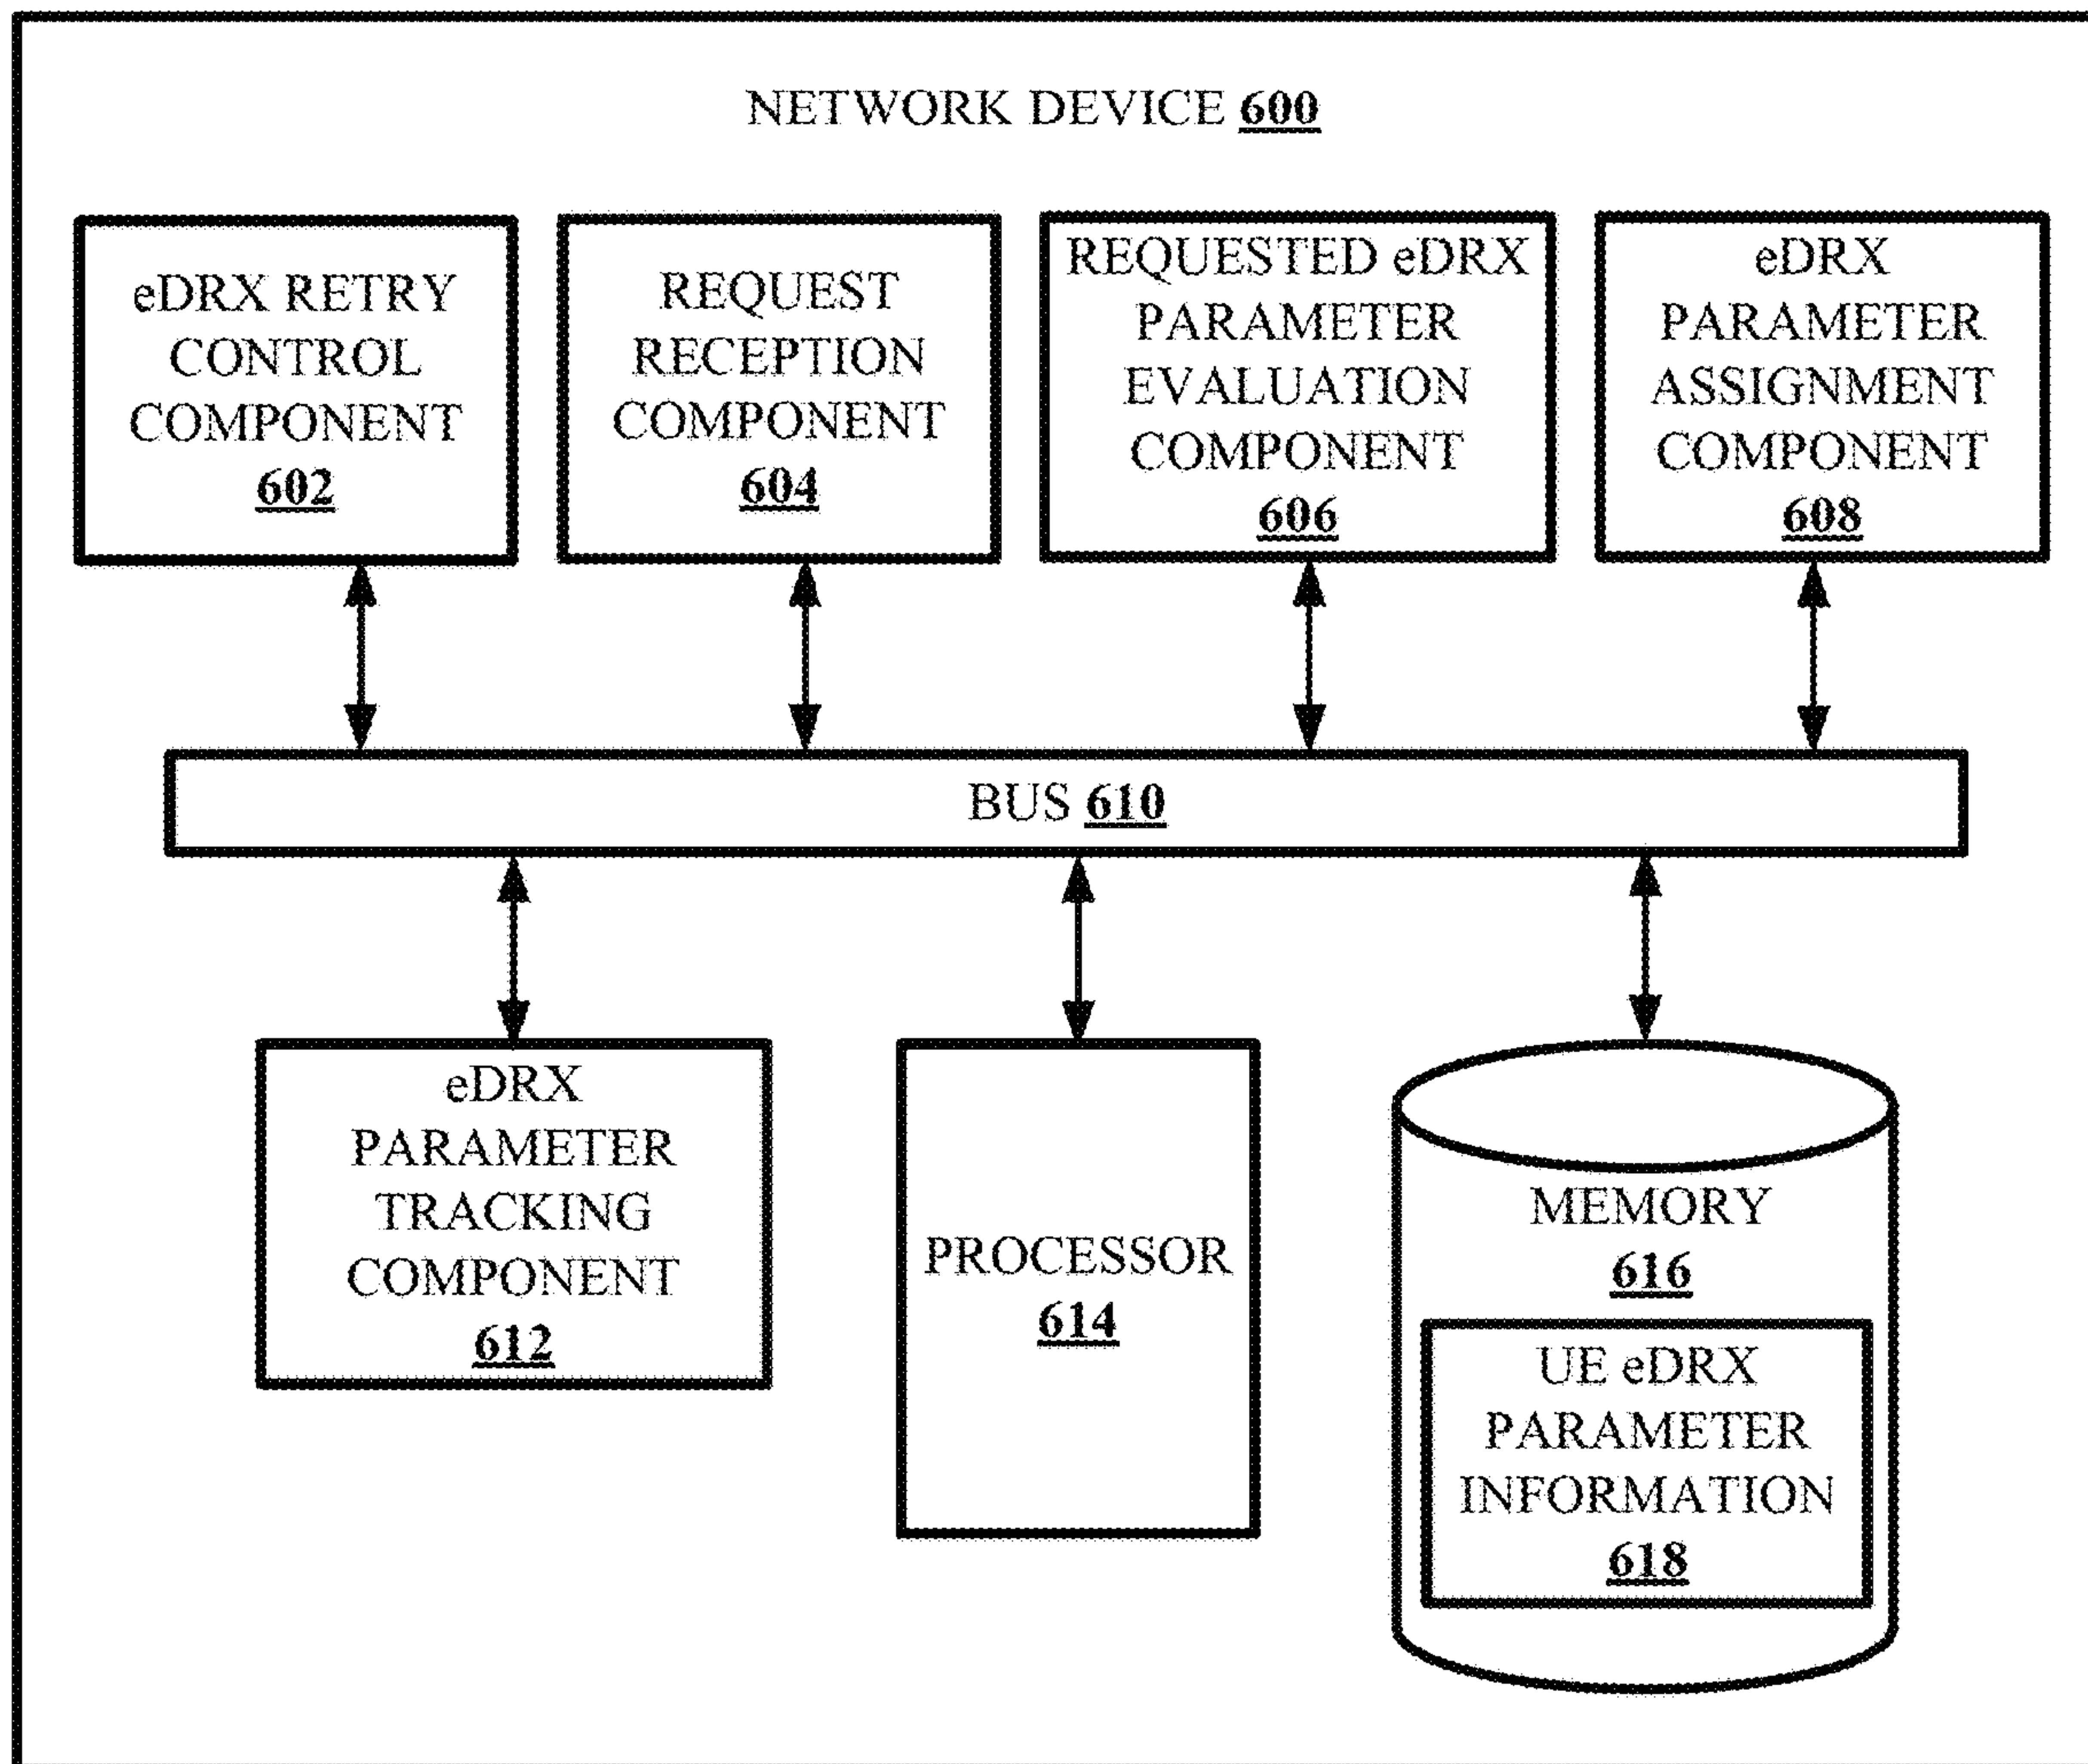 NETWORK DEVICE 600
eDRX RETRY
CONTROL
COMPONENT
602
REQUEST
RECEPTION
COMPONENT
604
REQUESTED eDRX
PARAMETER
EVALUATION
COMPONENT
606
eDRX
PARAMETER
ASSIGNMENT
COMPONENT
608
BUS 610
eDRX
PARAMETER
TRACKING
COMPONENT
612
PROCESSOR
614
MEMORY
616
UE eDRX
PARAMETER
INFORMATION
618